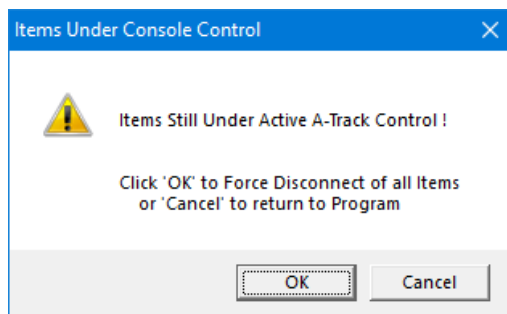 Items Under Console Control
Items Still Under Active A-Track Control !
Click 'OK' to Force Disconnect of all Items
or 'Cancel' to return to Program
OK
Cancel